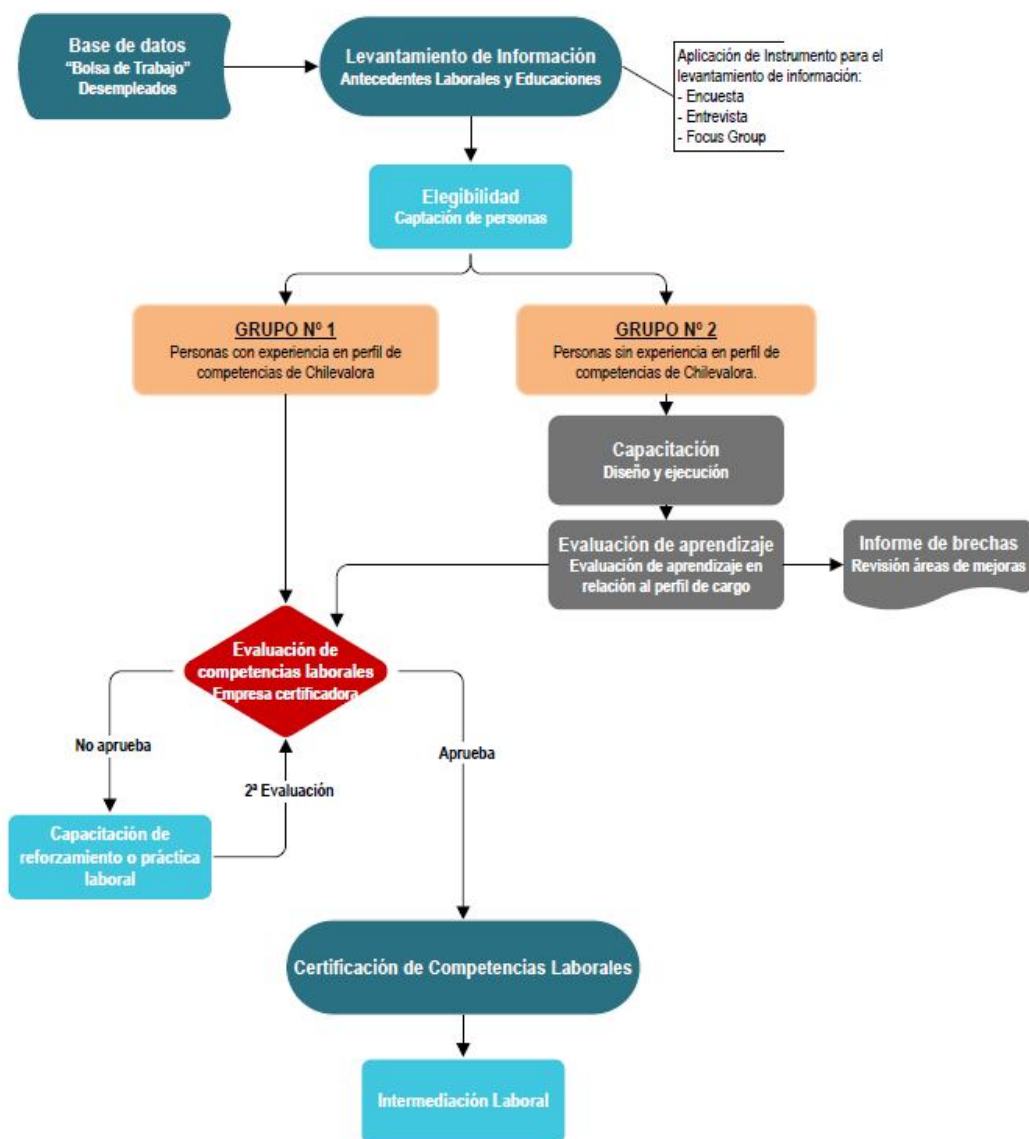 Base de datos
“Bolsa de Trabajo”
Desempleados
Levantamiento de Información
Antecedentes Laborales y Educaciones
Aplicación de Instrumento para el
levantamiento de información:
- Encuesta
- Entrevista
- Focus Group
Elegibilidad
Captación de personas
GRUPO Nº 1
Personas con experiencia en perfil de
competencias de Chilevalora
GRUPO Nº 2
Personas sin experiencia en perfil de
competencias de Chilevalora.
Capacitación
Diseño y ejecución
Evaluación de aprendizaje
Evaluación de aprendizaje en
relación al perfil de cargo
Informe de brechas
Revisión áreas de mejoras
Evaluación de
competencias laborales
Empresa certificadora
No aprueba
2ª Evaluación
Aprueba
Capacitación de
reforzamiento o práctica
laboral
Certificación de Competencias Laborales
Intermediación Laboral